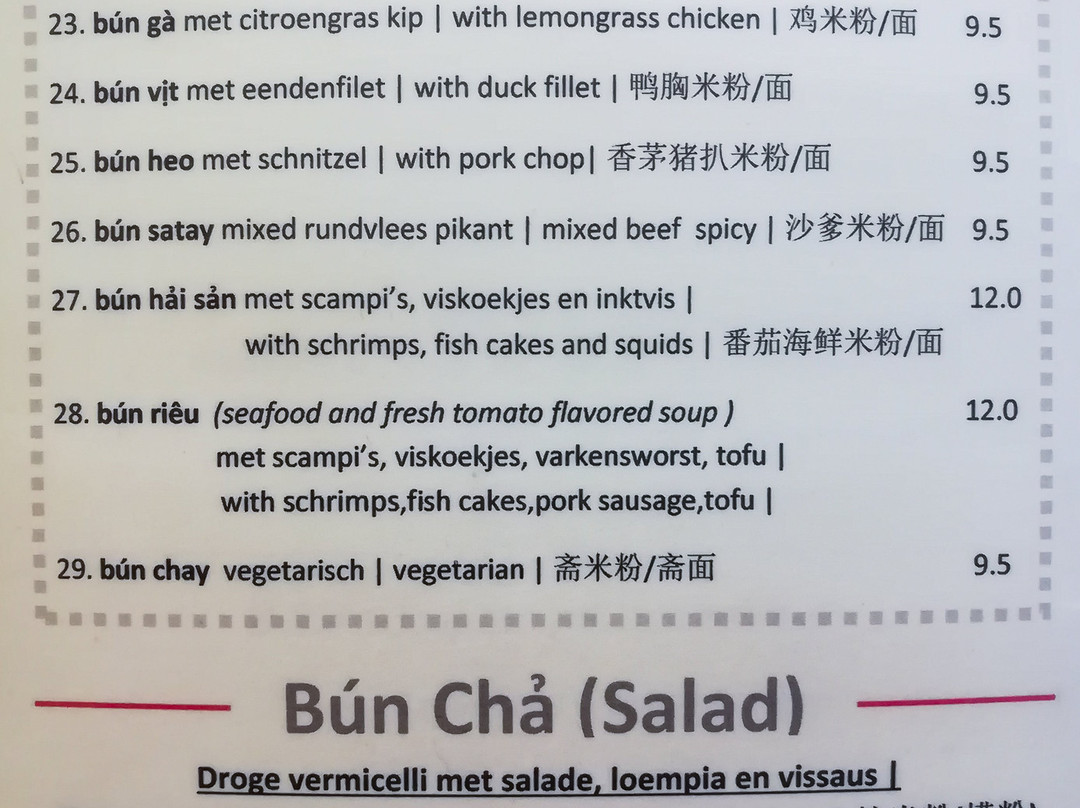 23. bún gà met citroengras kip | with lemongrass chicken | 鸡米粉/面 9.5
24. bún vịt met eendenfilet | with duck fillet | 鸭胸米粉/面 9.5
25. bún heo met schnitzel | with pork chop| 香茅猪扒米粉/面 9.5
26. bún satay mixed rundvlees pikant | mixed beef spicy | 沙爹米粉/面 9.5
27. bún hải sản met scampi's, viskoekjes en inktvis | 12.0
with schrimps, fish cakes and squids | 番茄海鲜米粉/面
28. bún riêu (seafood and fresh tomato flavored soup ) 12.0
met scampi's, viskoekjes, varkensworst, tofu |
with schrimps,fish cakes,pork sausage,tofu |
29. bún chay vegetarisch | vegetarian | 斋米粉/斋面 9.5
Bún Chả (Salad)
Droge vermicelli met salade, loempia en vissaus |